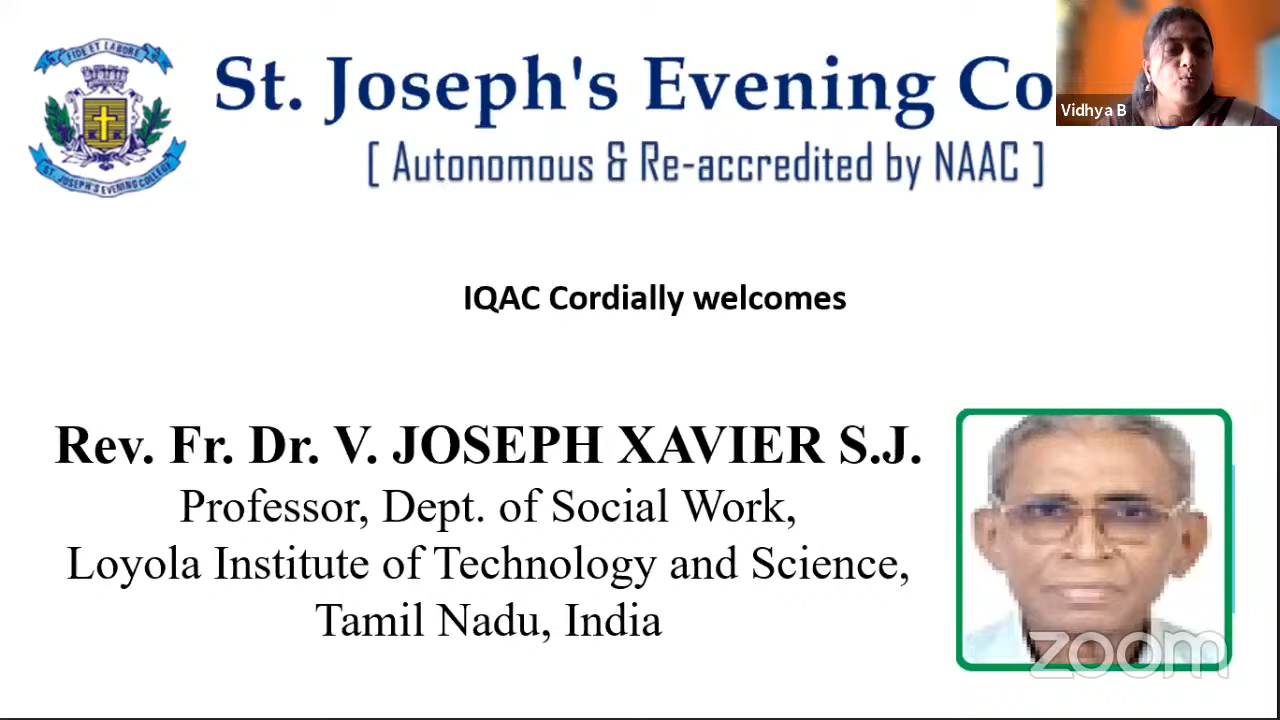 FIDE ET LABORE
ST. JOSEPH'S EVENING COLLEGE
St. Joseph's Evening Co
[ Autonomous & Re-accredited by NAAC ]
Vidhya B
IQAC Cordially welcomes
Rev. Fr. Dr. V. JOSEPH XAVIER S.J.
Professor, Dept. of Social Work,
Loyola Institute of Technology and Science,
Tamil Nadu, India
zoom